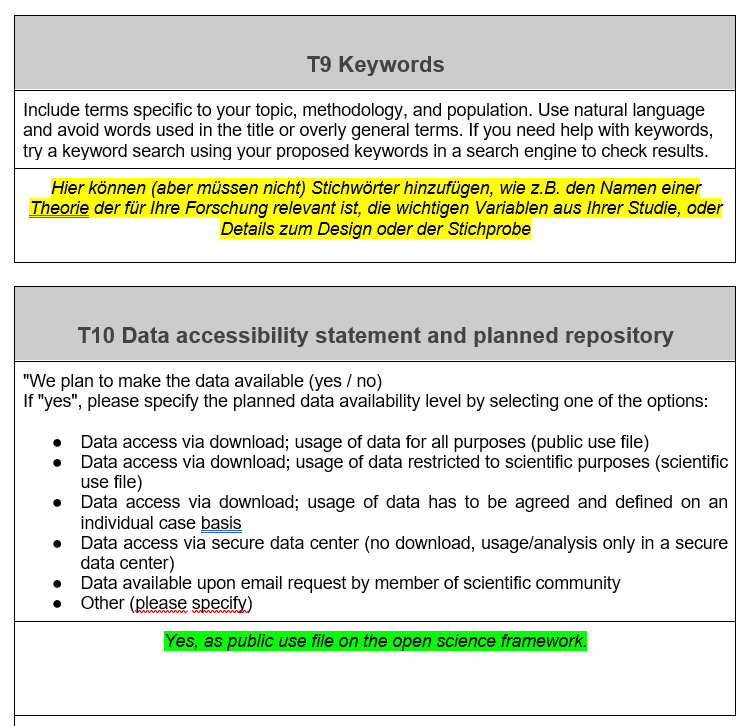 T9 Keywords
Include terms specific to your topic, methodology, and population. Use natural language
and avoid words used in the title or overly general terms. If you need help with keywords,
try a keyword search using your proposed keywords in a search engine to check results.
Hier können (aber müssen nicht) Stichwörter hinzufügen, wie z.B. den Namen einer
Theorie der für Ihre Forschung relevant ist, die wichtigen Variablen aus Ihrer Studie, oder
Details zum Design oder der Stichprobe
T10 Data accessibility statement and planned repository
"We plan to make the data available (yes / no)
If "yes", please specify the planned data availability level by selecting one of the options:
● Data access via download; usage of data for all purposes (public use file)
● Data access via download; usage of data restricted to scientific purposes (scientific
use file)
● Data access via download; usage of data has to be agreed and defined on an
individual case basis
● Data access via secure data center (no download, usage/analysis only in a secure
data center)
● Data available upon email request by member of scientific community
● Other (please specify)
Yes, as public use file on the open science framework.